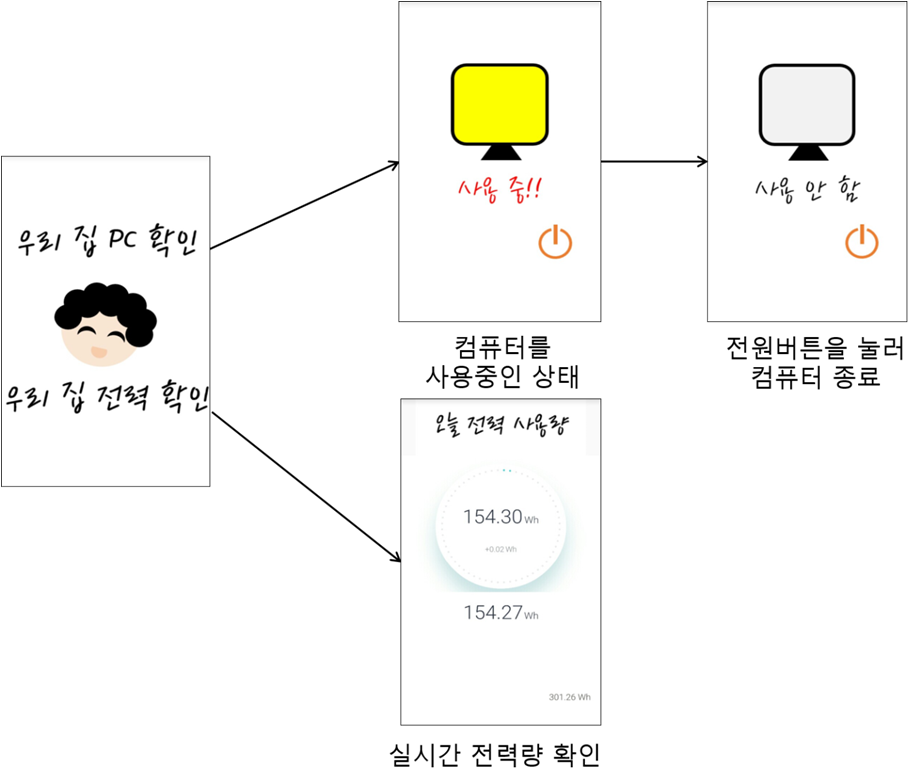 우리 집 PC 확인
우리 집 전력 확인
사용 중!!
컴퓨터를
사용중인 상태
사용 안 함
전원버튼을 눌러
컴퓨터 종료
오늘 전력 사용량
154.30 Wh
+0.02 Wh
154.27 Wh
301.26 Wh
실시간 전력량 확인